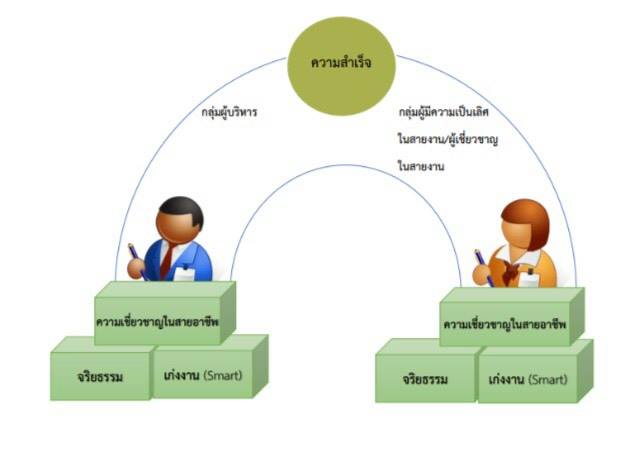 ความสำเร็จ
กลุ่มผู้บริหาร
กลุ่มผู้มีความเป็นเลิศ
ในสายงาน/ผู้เชี่ยวชาญ
ในสายงาน
ความเชี่ยวชาญในสายอาชีพ
จริยธรรม
เก่งงาน (Smart)
ความเชี่ยวชาญในสายอาชีพ
จริยธรรม
เก่งงาน (Smart)